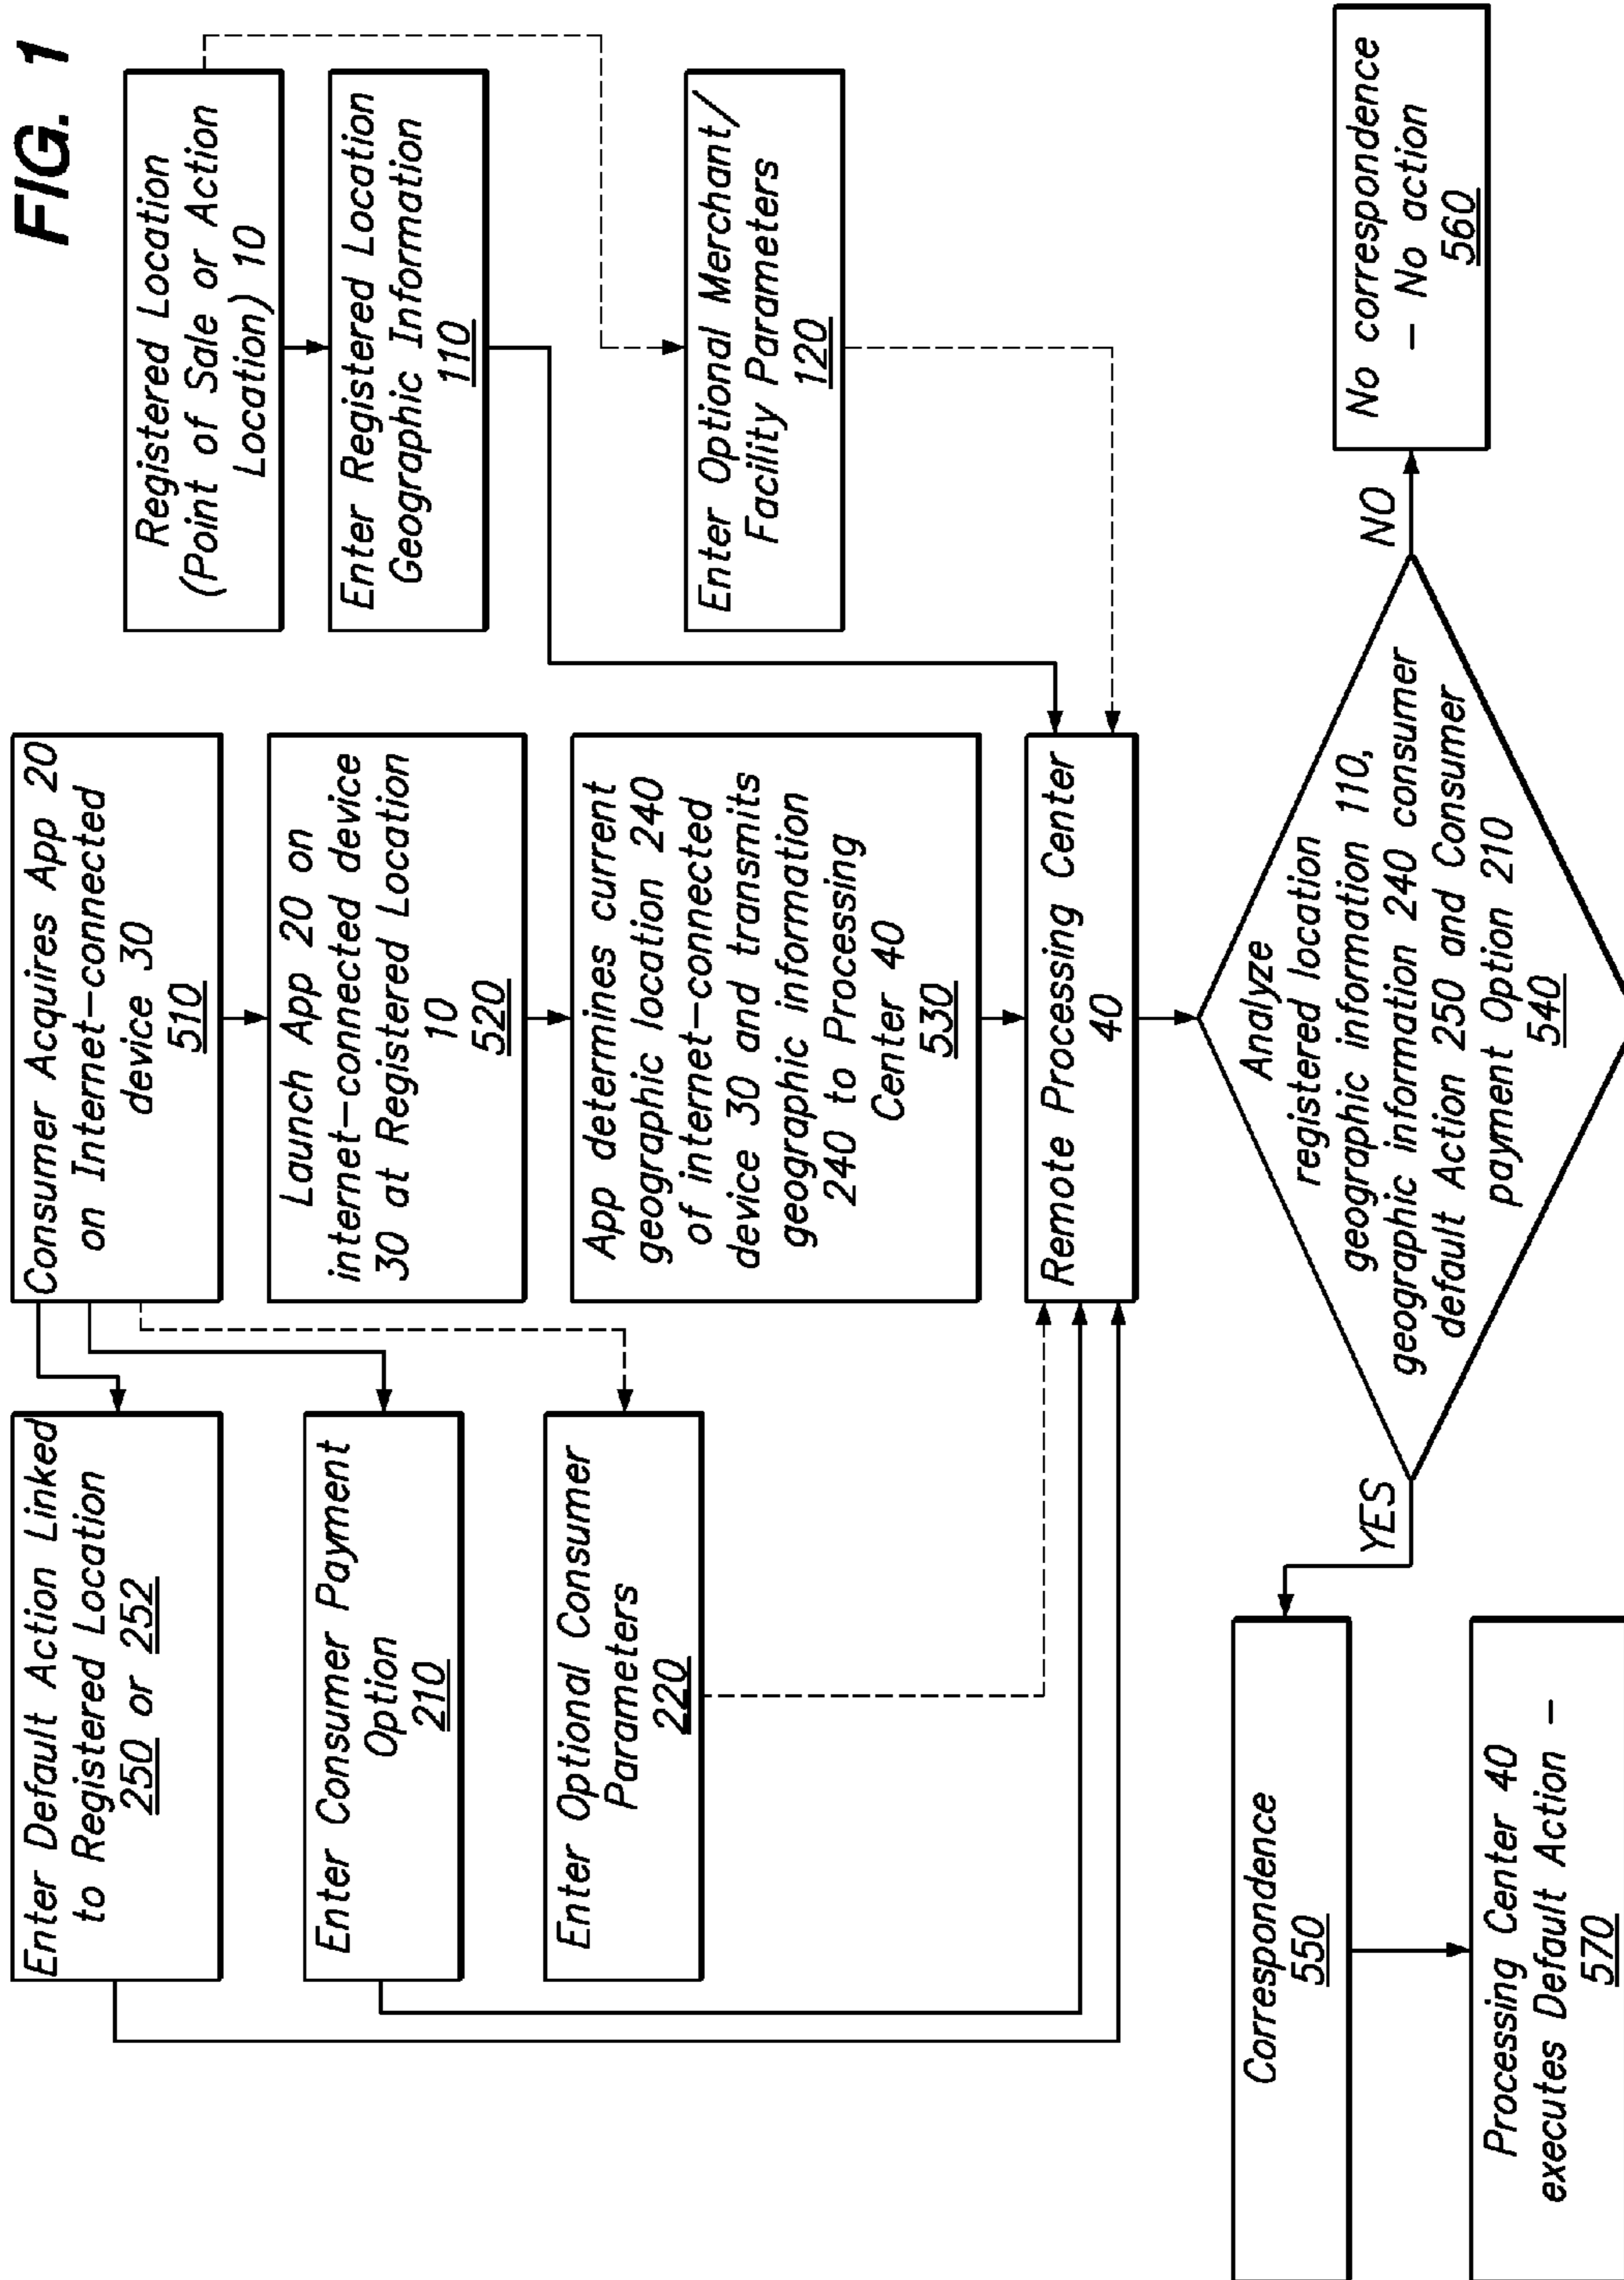 FIG. 1
Enter Default Action Linked
to Registered Location
250 or 252
Consumer Acquires App 20
on Internet-connected
device 30
510
Registered Location
(Point of Sale or Action
Location) 10
Enter Consumer Payment
Option
210
Launch App 20 on
internet-connected device
30 at Registered Location
10
520
Enter Registered Location
Geographic Information
110
Enter Optional Consumer
Parameters
220
App determines current
geographic location 240
of internet-connected
device 30 and transmits
geographic information
240 to Processing
Center 40
530
Enter Optional Merchant/
Facility Parameters
120
Remote Processing Center
40
Analyze
registered location
geographic information 110,
geographic information 240 consumer
default Action 250 and Consumer
payment Option 210
540
YES
NO
Correspondence
550
No correspondence
- No action
560
Processing Center 40
executes Default Action -
570